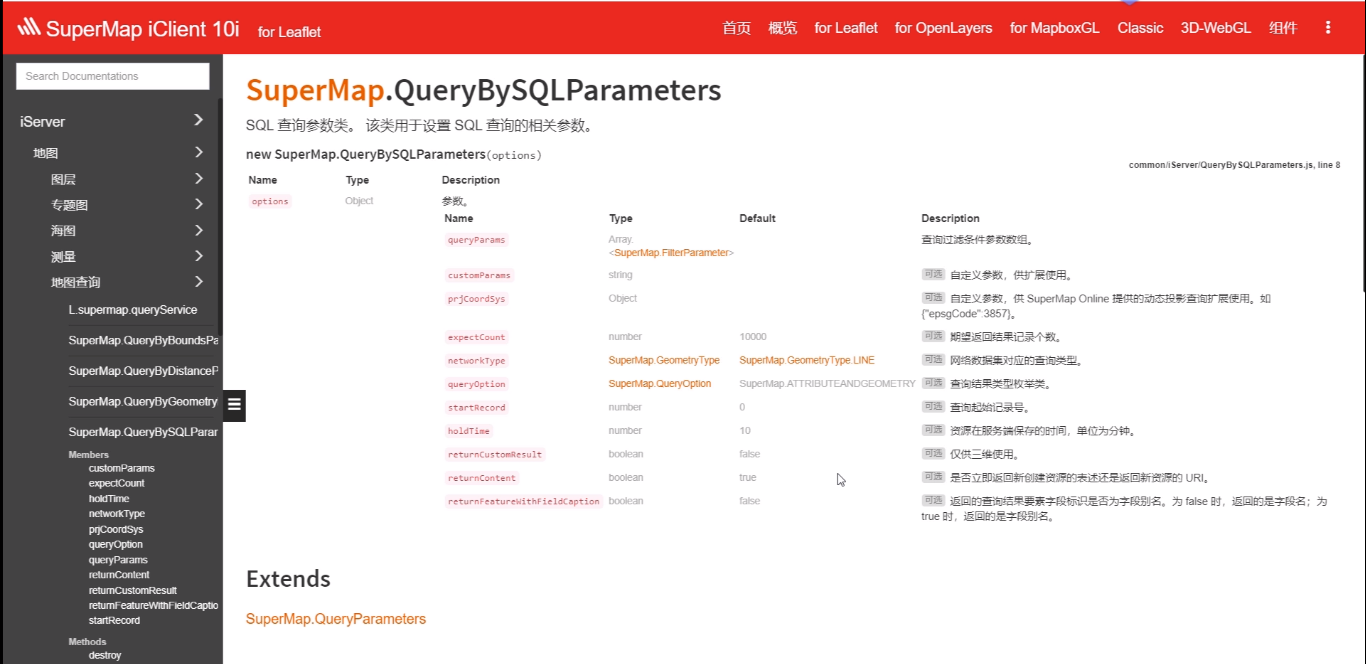 SuperMap iClient 10i for Leaflet 首页 概览 for Leaflet for OpenLayers for MapboxGL Classic 3D-WebGL 组件
Search Documentations
iServer
地图
图层
专题图
海图
测量
地图查询
L.supermap.queryService
SuperMap.QueryByBoundsPa
SuperMap.QueryByDistanceP
SuperMap.QueryByGeometry
SuperMap.QueryBySQLParar
Members
customParams
expectCount
holdTime
networkType
prjCoordSys
queryOption
queryParams
returnContent
returnCustomResult
returnFeatureWithFieldCaptio
startRecord
Methods
destroy
SuperMap.QueryBySQLParameters
SQL 查询参数类。 该类用于设置 SQL 查询的相关参数。
new SuperMap.QueryBySQLParameters(options)
common/iServer/QueryBySQLParameters.js, line 8
Name Type Description
options Object 参数。
Name Type Default Description
queryParams Array. 查询过滤条件参数数组。
<SuperMap.FilterParameter>
customParams string 可选 自定义参数，供扩展使用。
prjCoordSys Object 可选 自定义参数，供 SuperMap Online 提供的动态投影查询扩展使用。如
{"epsgCode":3857}。
expectCount number 10000 可选 期望返回结果记录个数。
networkType SuperMap.GeometryType SuperMap.GeometryType.LINE 可选 网络数据集对应的查询类型。
queryOption SuperMap.QueryOption SuperMap.ATTRIBUTEANDGEOMETRY 可选 查询结果类型枚举类。
startRecord number 0 可选 查询起始记录号。
holdTime number 10 可选 资源在服务端保存的时间，单位为分钟。
returnCustomResult boolean false 可选 仅供三维使用。
returnContent boolean true 可选 是否立即返回新创建资源的表述还是返回新资源的 URI。
returnFeatureWithFieldCaption boolean false 可选 返回的查询结果要素字段标识是否为字段别名。为 false 时，返回的是字段名；为
true 时，返回的是字段别名。
Extends
SuperMap.QueryParameters